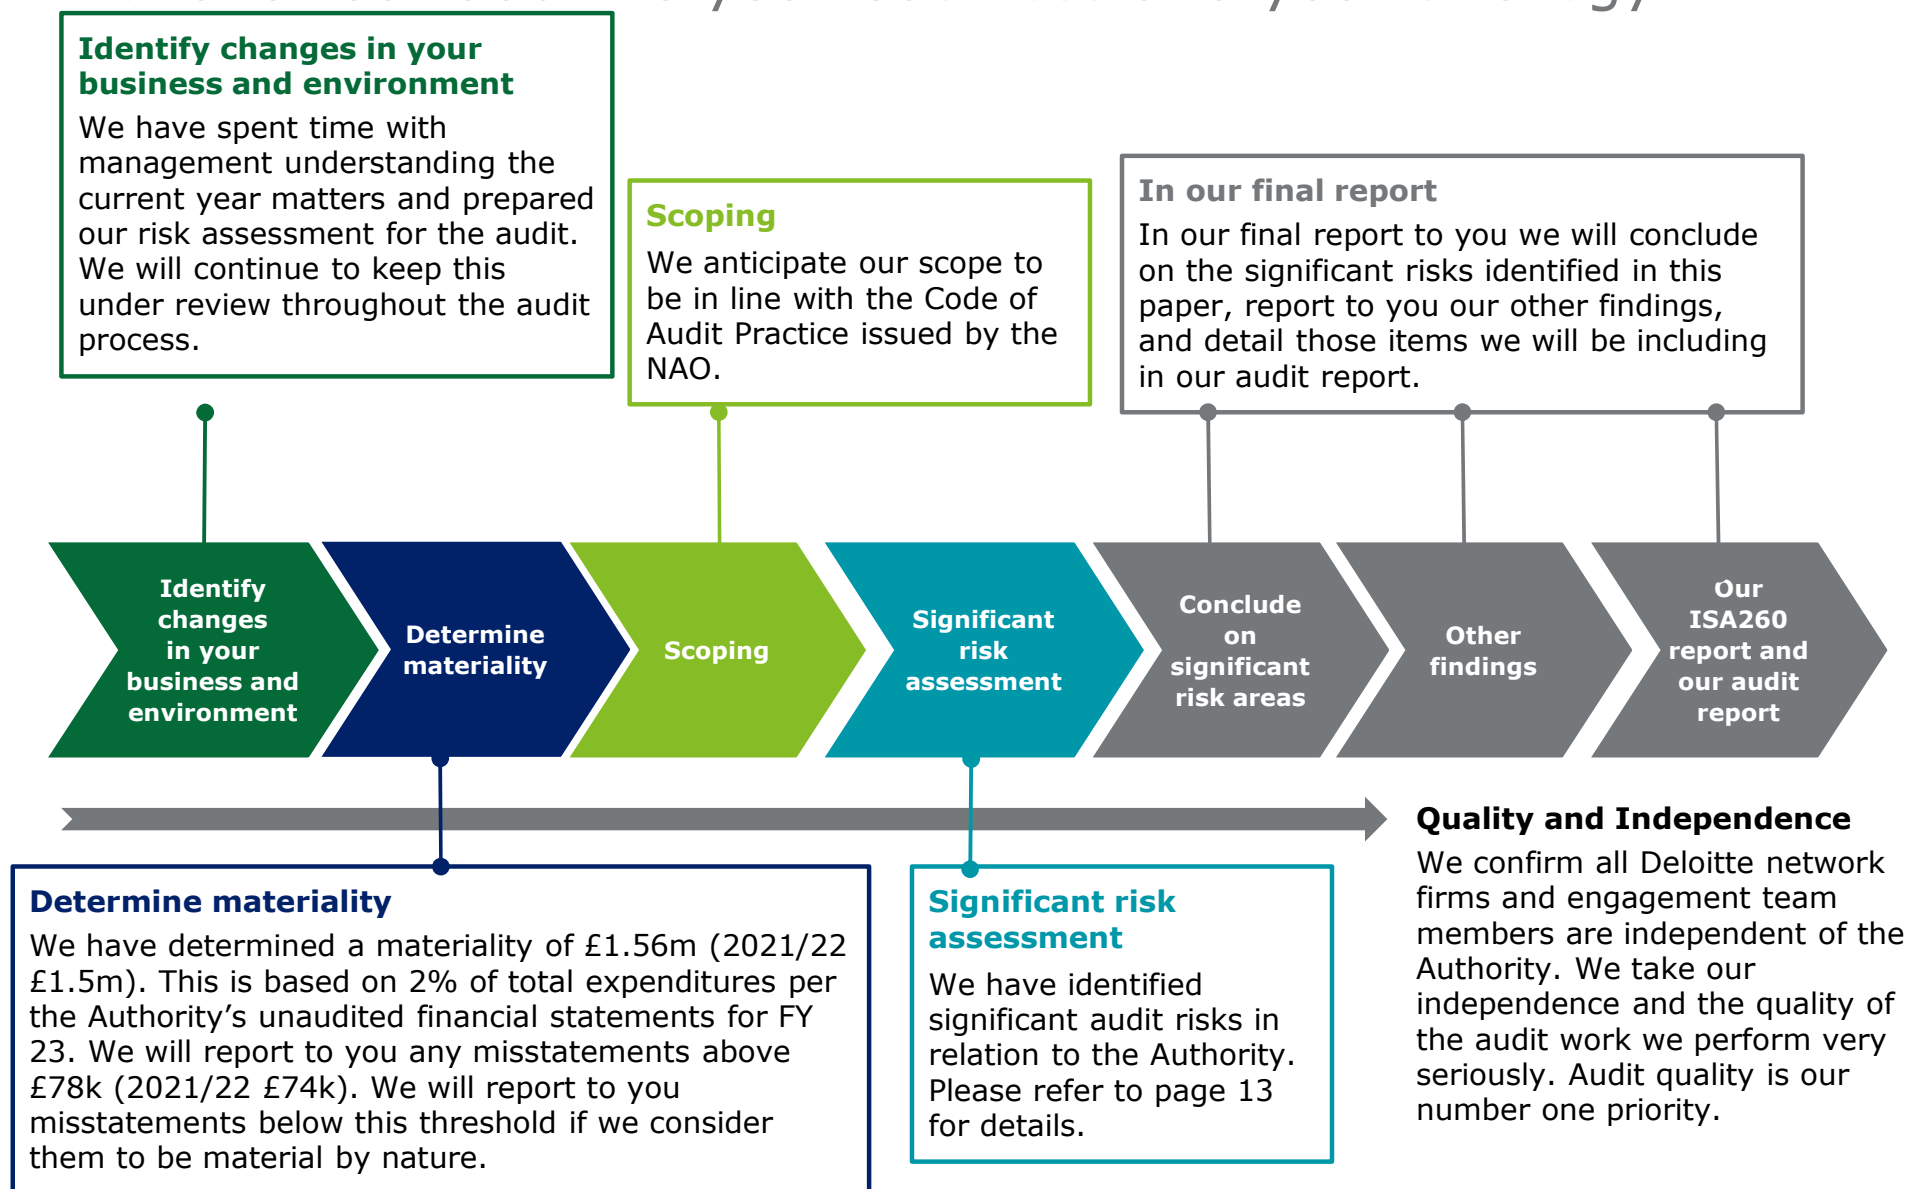 Identify changes in your
business and environment
We have spent time with
management understanding the
current year matters and prepared
our risk assessment for the audit.
We will continue to keep this
under review throughout the audit
process.
Scoping
We anticipate our scope to
be in line with the Code of
Audit Practice issued by the
NAO.
In our final report
In our final report to you we will conclude
on the significant risks identified in this
paper, report to you our other findings,
and detail those items we will be including
in our audit report.
Identify
changes
in your
business and
environment
Determine
materiality
Scoping
Significant
risk
assessment
Conclude
on
significant
risk areas
Other
findings
Our
ISA260
report and
our audit
report
Determine materiality
We have determined a materiality of £1.56m (2021/22
£1.5m). This is based on 2% of total expenditures per
the Authority’s unaudited financial statements for FY
23. We will report to you any misstatements above
£78k (2021/22 £74k). We will report to you
misstatements below this threshold if we consider
them to be material by nature.
Significant risk
assessment
We have identified
significant audit risks in
relation to the Authority.
Please refer to page 13
for details.
Quality and Independence
We confirm all Deloitte network
firms and engagement team
members are independent of the
Authority. We take our
independence and the quality of
the audit work we perform very
seriously. Audit quality is our
number one priority.